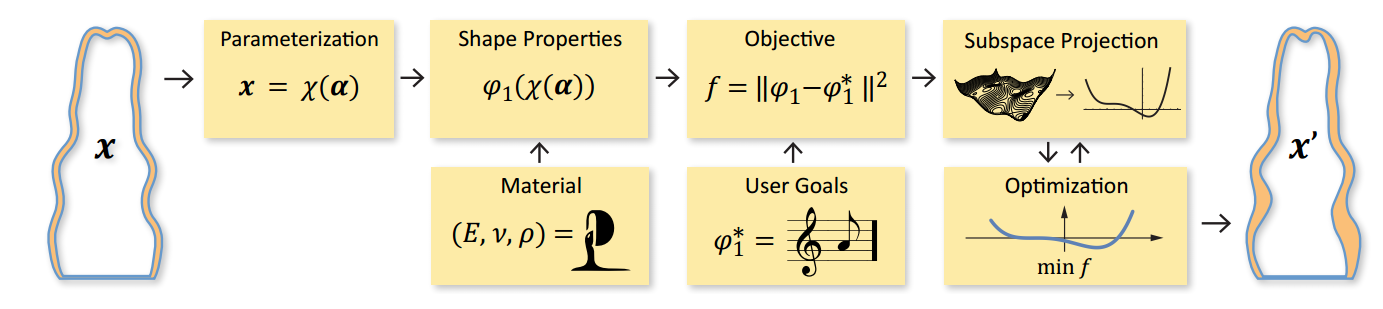 x
Parameterization
x = χ(α)
Shape Properties
φ₁(χ(α))
Objective
f = ‖φ₁−φ₁* ‖²
Subspace Projection
Material
(E, ν, ρ) =
User Goals
φ₁* =
Optimization
min f
x’